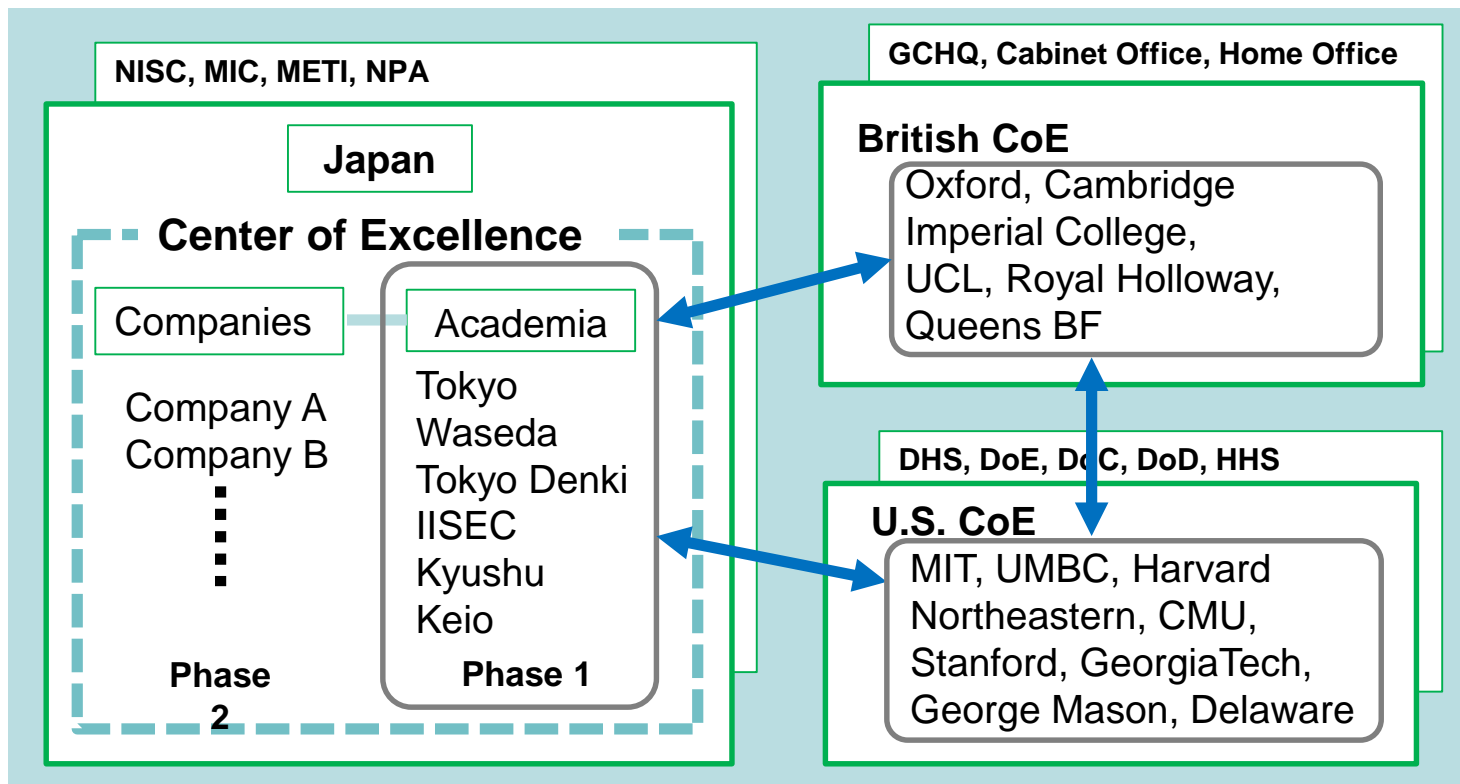 NISC, MIC, METI, NPA
Japan
Center of Excellence
Companies
Company A
Company B
Phase
2
Academia
Tokyo
Waseda
Tokyo Denki
IISEC
Kyushu
Keio
Phase 1
GCHQ, Cabinet Office, Home Office
British CoE
Oxford, Cambridge
Imperial College,
UCL, Royal Holloway,
Queens BF
DHS, DoE, DoC, DoD, HHS
U.S. CoE
MIT, UMBC, Harvard
Northeastern, CMU,
Stanford, GeorgiaTech,
George Mason, Delaware